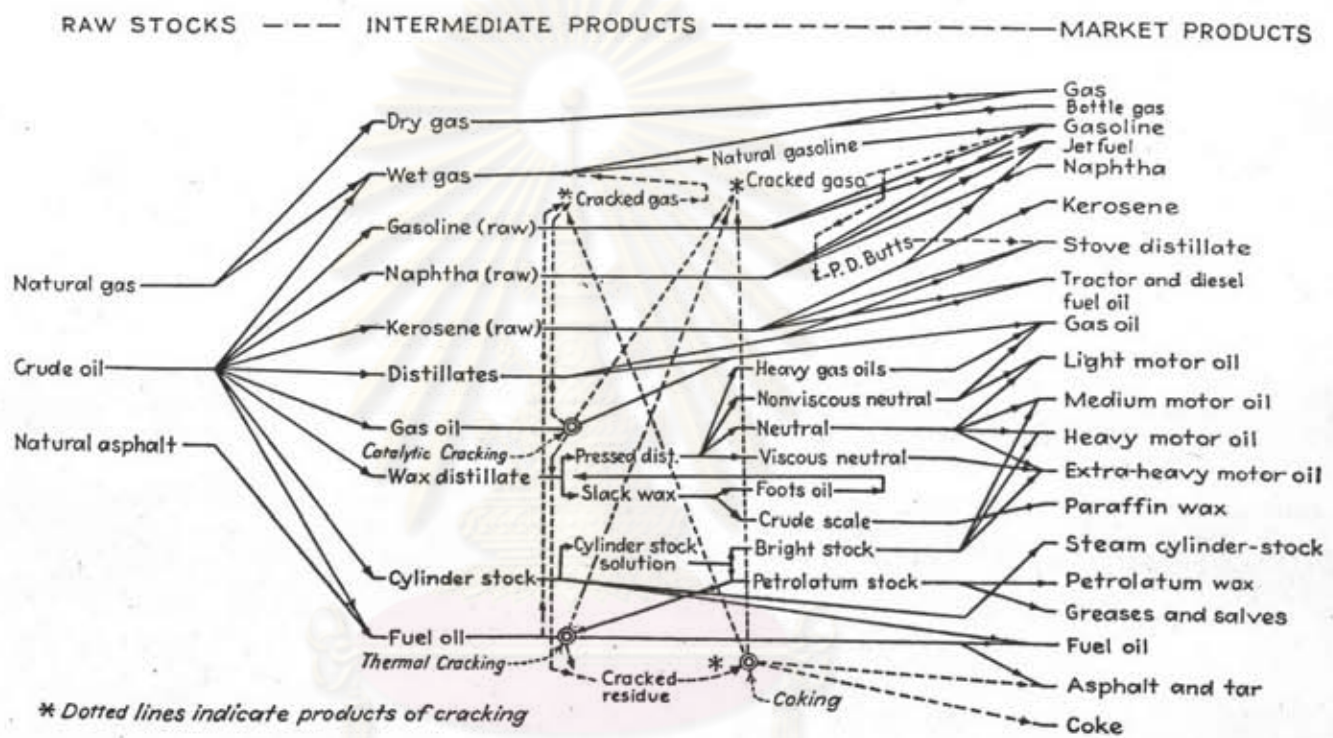 RAW STOCKS — INTERMEDIATE PRODUCTS — MARKET PRODUCTS
Natural gas
Crude oil
Natural asphalt
Dry gas
Wet gas
Gasoline (raw)
Naphtha (raw)
Kerosene (raw)
Distillates
Gas oil
Catalytic Cracking
Wax distillate
Cylinder stock
Fuel oil
Thermal Cracking
Natural gasoline
* Cracked gas
* Cracked gaso.
P.D. Butts
Pressed dist.
Slack wax
Cylinder stock
solution
Cracked
residue
*
Coking
Heavy gas oils
Nonviscous neutral
Neutral
Viscous neutral
Foots oil
Crude scale
Bright stock
Petrolatum stock
Gas
Bottle gas
Gasoline
Jet fuel
Naphtha
Kerosene
Stove distillate
Tractor and diesel
fuel oil
Gas oil
Light motor oil
Medium motor oil
Heavy motor oil
Extra-heavy motor oil
Paraffin wax
Steam cylinder-stock
Petrolatum wax
Greases and salves
Fuel oil
Asphalt and tar
Coke
* Dotted lines indicate products of cracking